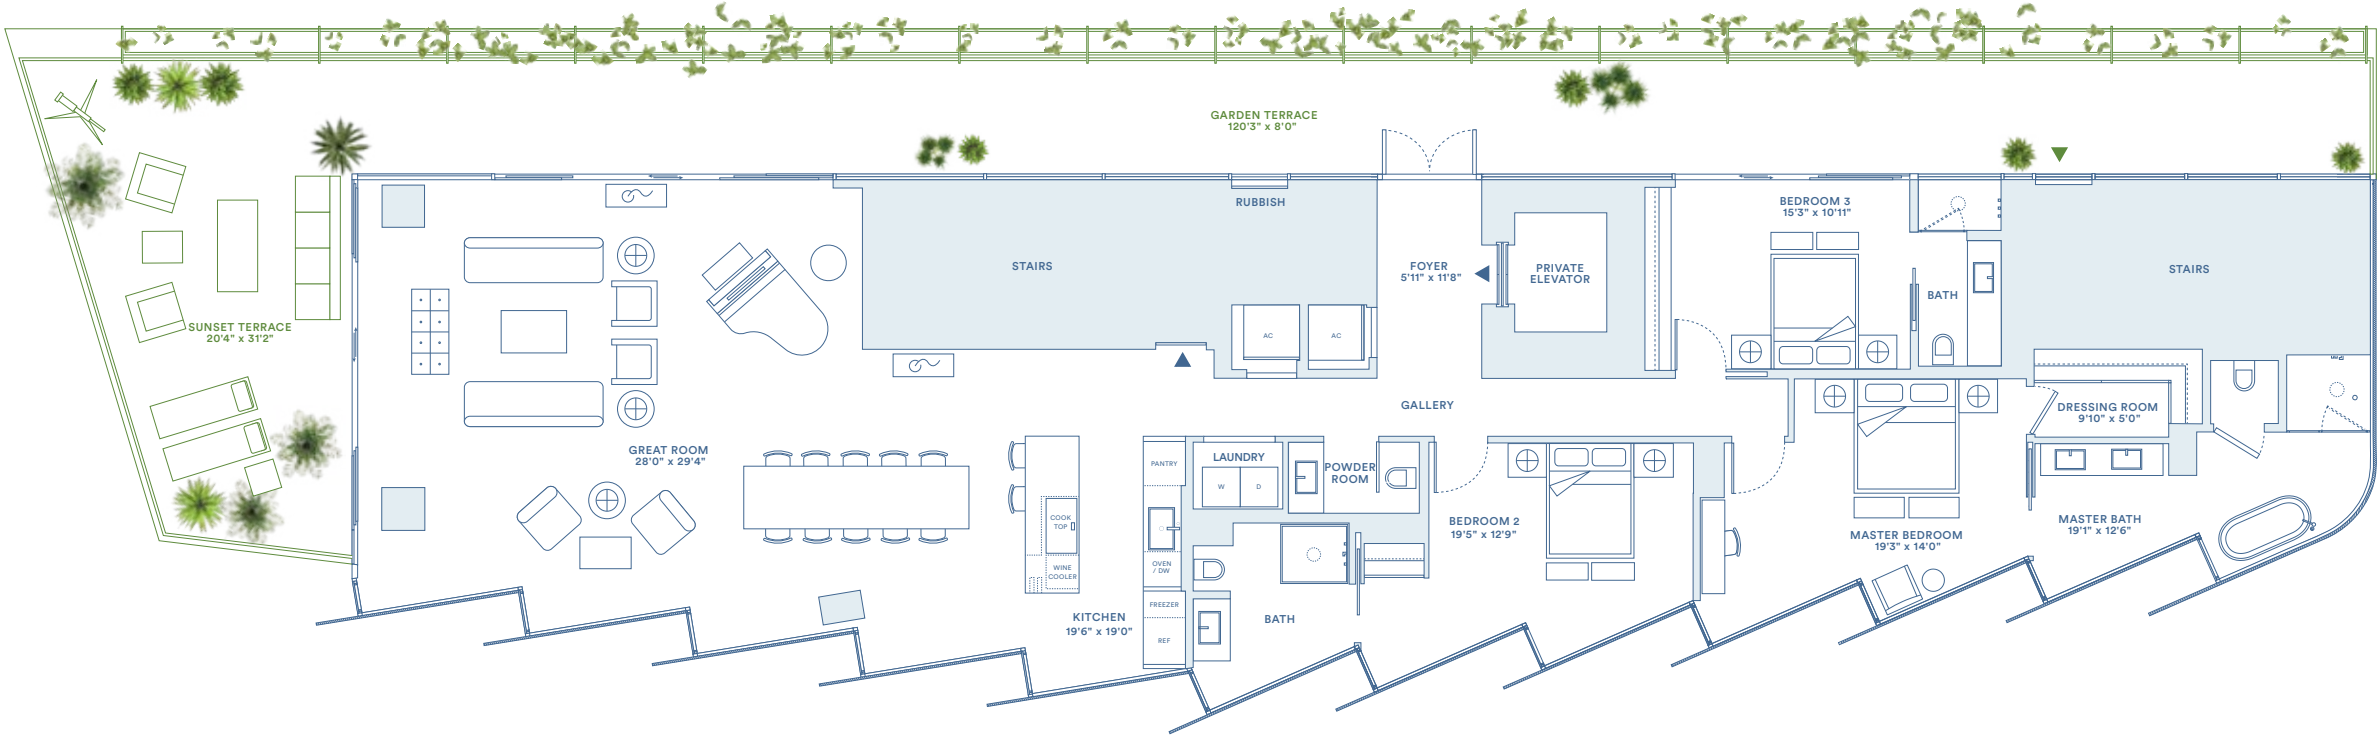 GARDEN TERRACE
120'3" x 8'0"
RUBBISH
STAIRS
FOYER
5'11" x 11'8"
PRIVATE
ELEVATOR
BEDROOM 3
15'3" x 10'11"
BATH
STAIRS
AC
AC
SUNSET TERRACE
20'4" x 31'2"
GALLERY
DRESSING ROOM
9'10" x 5'0"
GREAT ROOM
28'0" x 29'4"
PANTRY
LAUNDRY
W
D
POWDER
ROOM
COOK
TOP
WINE
COOLER
OVEN
/ DW
FREEZER
REF
KITCHEN
19'6" x 19'0"
BATH
BEDROOM 2
19'5" x 12'9"
MASTER BEDROOM
19'3" x 14'0"
MASTER BATH
19'1" x 12'6"